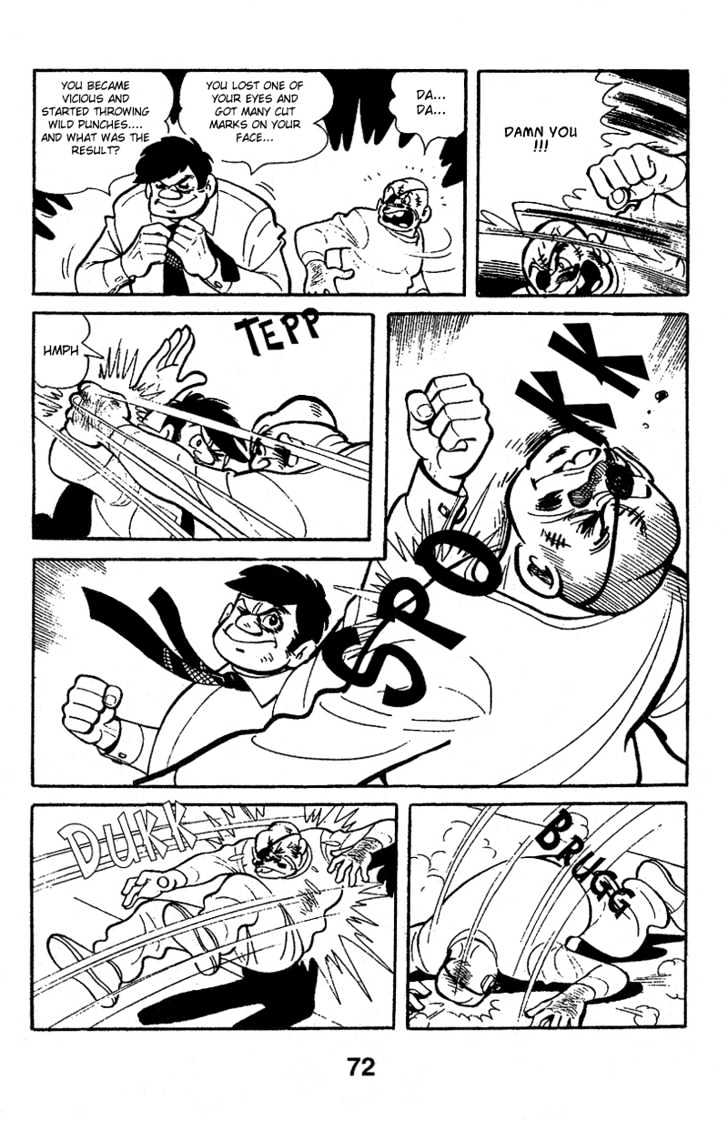 YOU BECAME
VICIOUS AND
STARTED THROWING
WILD PUNCHES....
AND WHAT WAS THE
RESULT?
YOU LOST ONE OF
YOUR EYES AND
GOT MANY CUT
MARKS ON YOUR
FACE...
DA...
DA...
DAMN YOU
!!!
HMPH
TEPP
SPOKK
DUKK
BRUGG
72